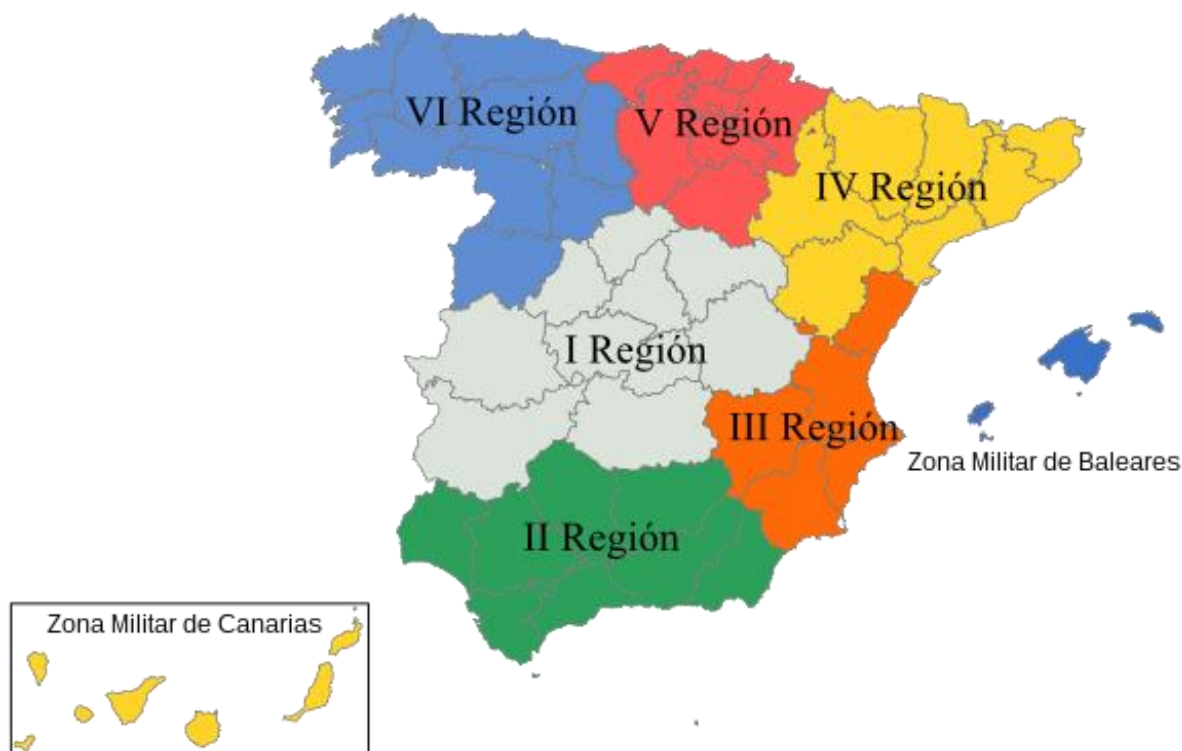 VI Región
V Región
IV Región
I Región
III Región
Zona Militar de Baleares
II Región
Zona Militar de Canarias